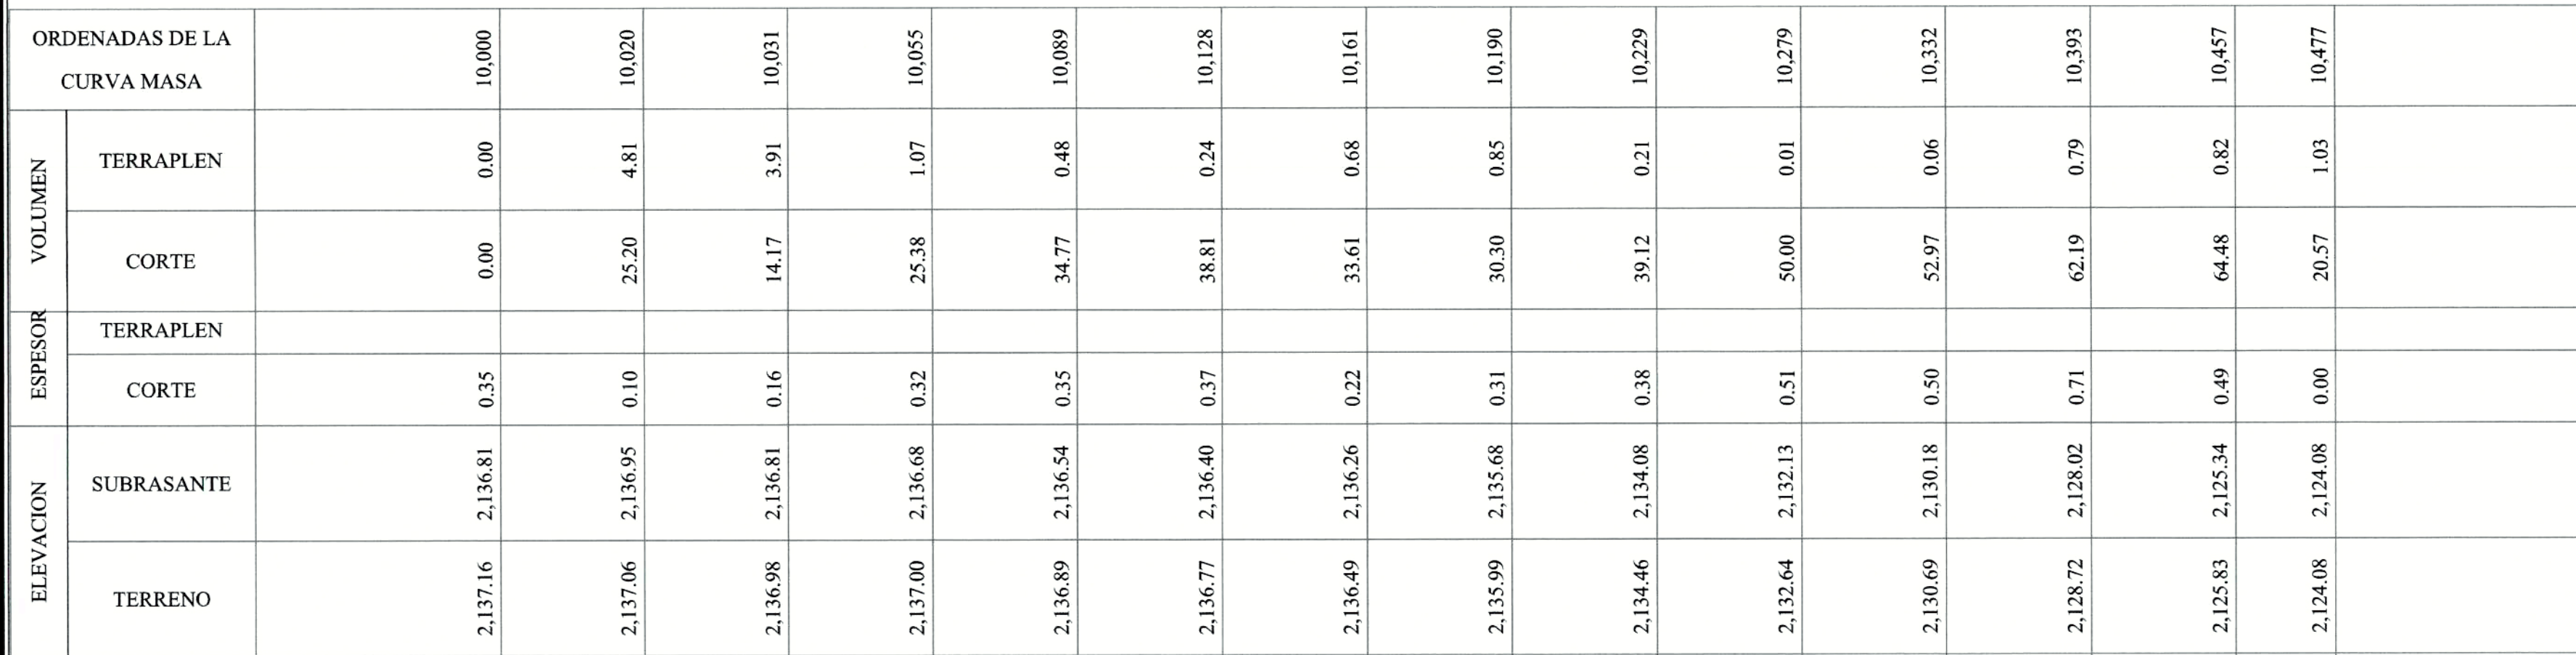 ORDENADAS DE LA
CURVA MASA
10,000 10,020 10,031 10,055 10,089 10,128 10,161 10,190 10,229 10,279 10,332 10,393 10,457 10,477
VOLUMEN
TERRAPLEN 0.00 4.81 3.91 1.07 0.48 0.24 0.68 0.85 0.21 0.01 0.06 0.79 0.82 1.03
CORTE 0.00 25.20 14.17 25.38 34.77 38.81 33.61 30.30 39.12 50.00 52.97 62.19 64.48 20.57
ESPESOR
TERRAPLEN
CORTE 0.35 0.10 0.16 0.32 0.35 0.37 0.22 0.31 0.38 0.51 0.50 0.71 0.49 0.00
ELEVACION
SUBRASANTE 2,136.81 2,136.95 2,136.81 2,136.68 2,136.54 2,136.40 2,136.26 2,135.68 2,134.08 2,132.13 2,130.18 2,128.02 2,125.34 2,124.08
TERRENO 2,137.16 2,137.06 2,136.98 2,137.00 2,136.89 2,136.77 2,136.49 2,135.99 2,134.46 2,132.64 2,130.69 2,128.72 2,125.83 2,124.08